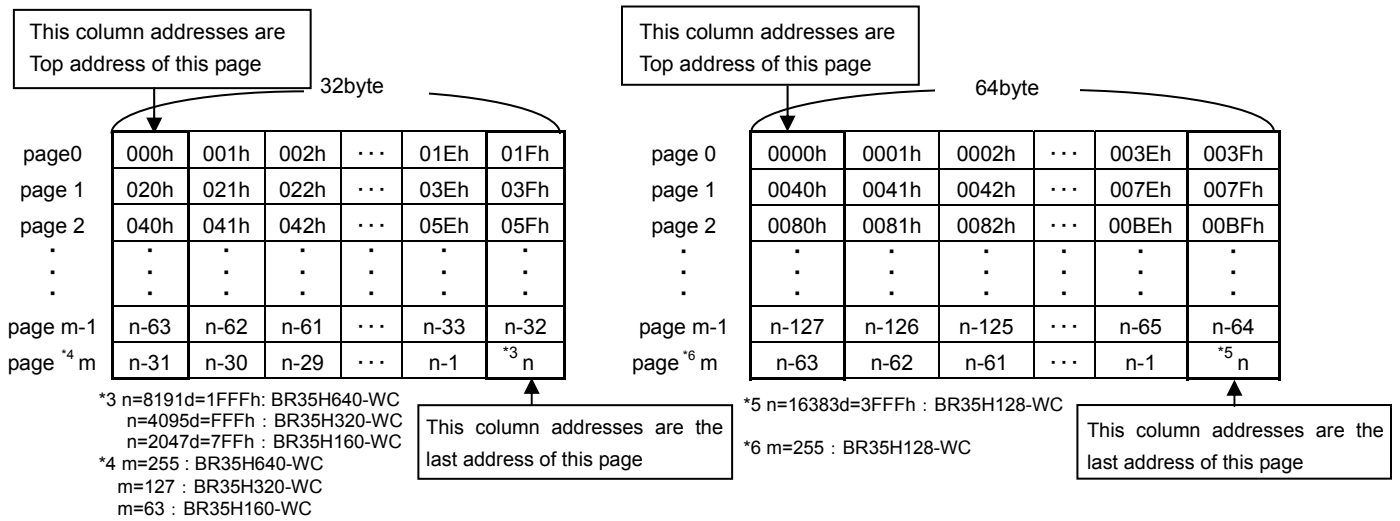 This column addresses are
Top address of this page
32byte
page0 000h 001h 002h ··· 01Eh 01Fh
page 1 020h 021h 022h ··· 03Eh 03Fh
page 2 040h 041h 042h ··· 05Eh 05Fh
page m-1 n-63 n-62 n-61 ··· n-33 n-32
page *4 m n-31 n-30 n-29 ··· n-1 *3 n
*3 n=8191d=1FFFh: BR35H640-WC
n=4095d=FFFh : BR35H320-WC
n=2047d=7FFh : BR35H160-WC
*4 m=255 : BR35H640-WC
m=127 : BR35H320-WC
m=63 : BR35H160-WC
This column addresses are the
last address of this page
This column addresses are
Top address of this page
64byte
page 0 0000h 0001h 0002h ··· 003Eh 003Fh
page 1 0040h 0041h 0042h ··· 007Eh 007Fh
page 2 0080h 0081h 0082h ··· 00BEh 00BFh
page m-1 n-127 n-126 n-125 ··· n-65 n-64
page *6 m n-63 n-62 n-61 ··· n-1 *5 n
*5 n=16383d=3FFFh : BR35H128-WC
*6 m=255 : BR35H128-WC
This column addresses are the
last address of this page